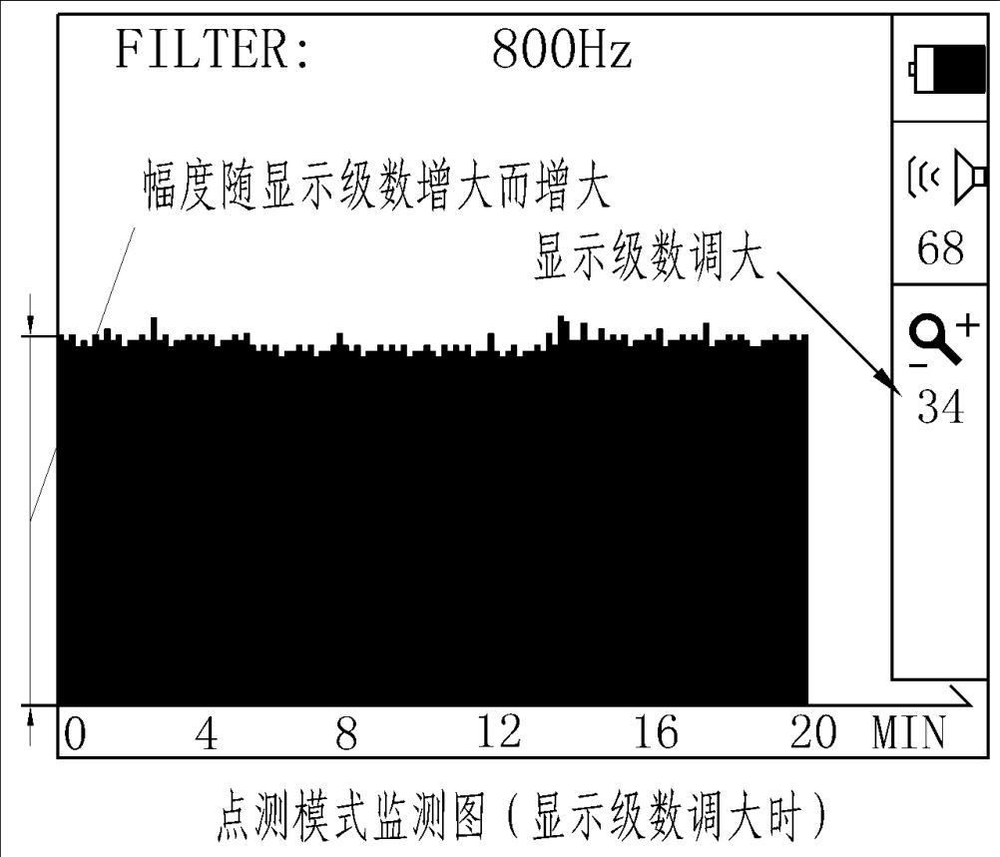 FILTER: 800Hz
幅度随显示级数增大而增大
显示级数调大
68
+
−
34
0 4 8 12 16 20 MIN
点测模式监测图（显示级数调大时）